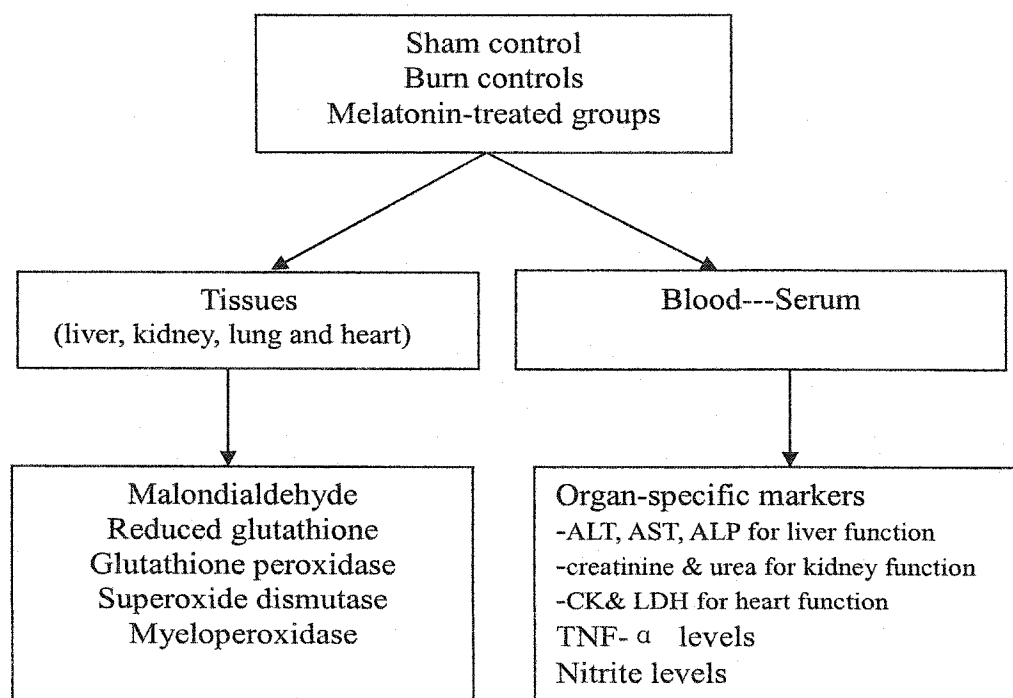 Sham control
Burn controls
Melatonin-treated groups
Tissues
(liver, kidney, lung and heart)
Blood---Serum
Malondialdehyde
Reduced glutathione
Glutathione peroxidase
Superoxide dismutase
Myeloperoxidase
Organ-specific markers
-ALT, AST, ALP for liver function
-creatinine & urea for kidney function
-CK& LDH for heart function
TNF- α levels
Nitrite levels